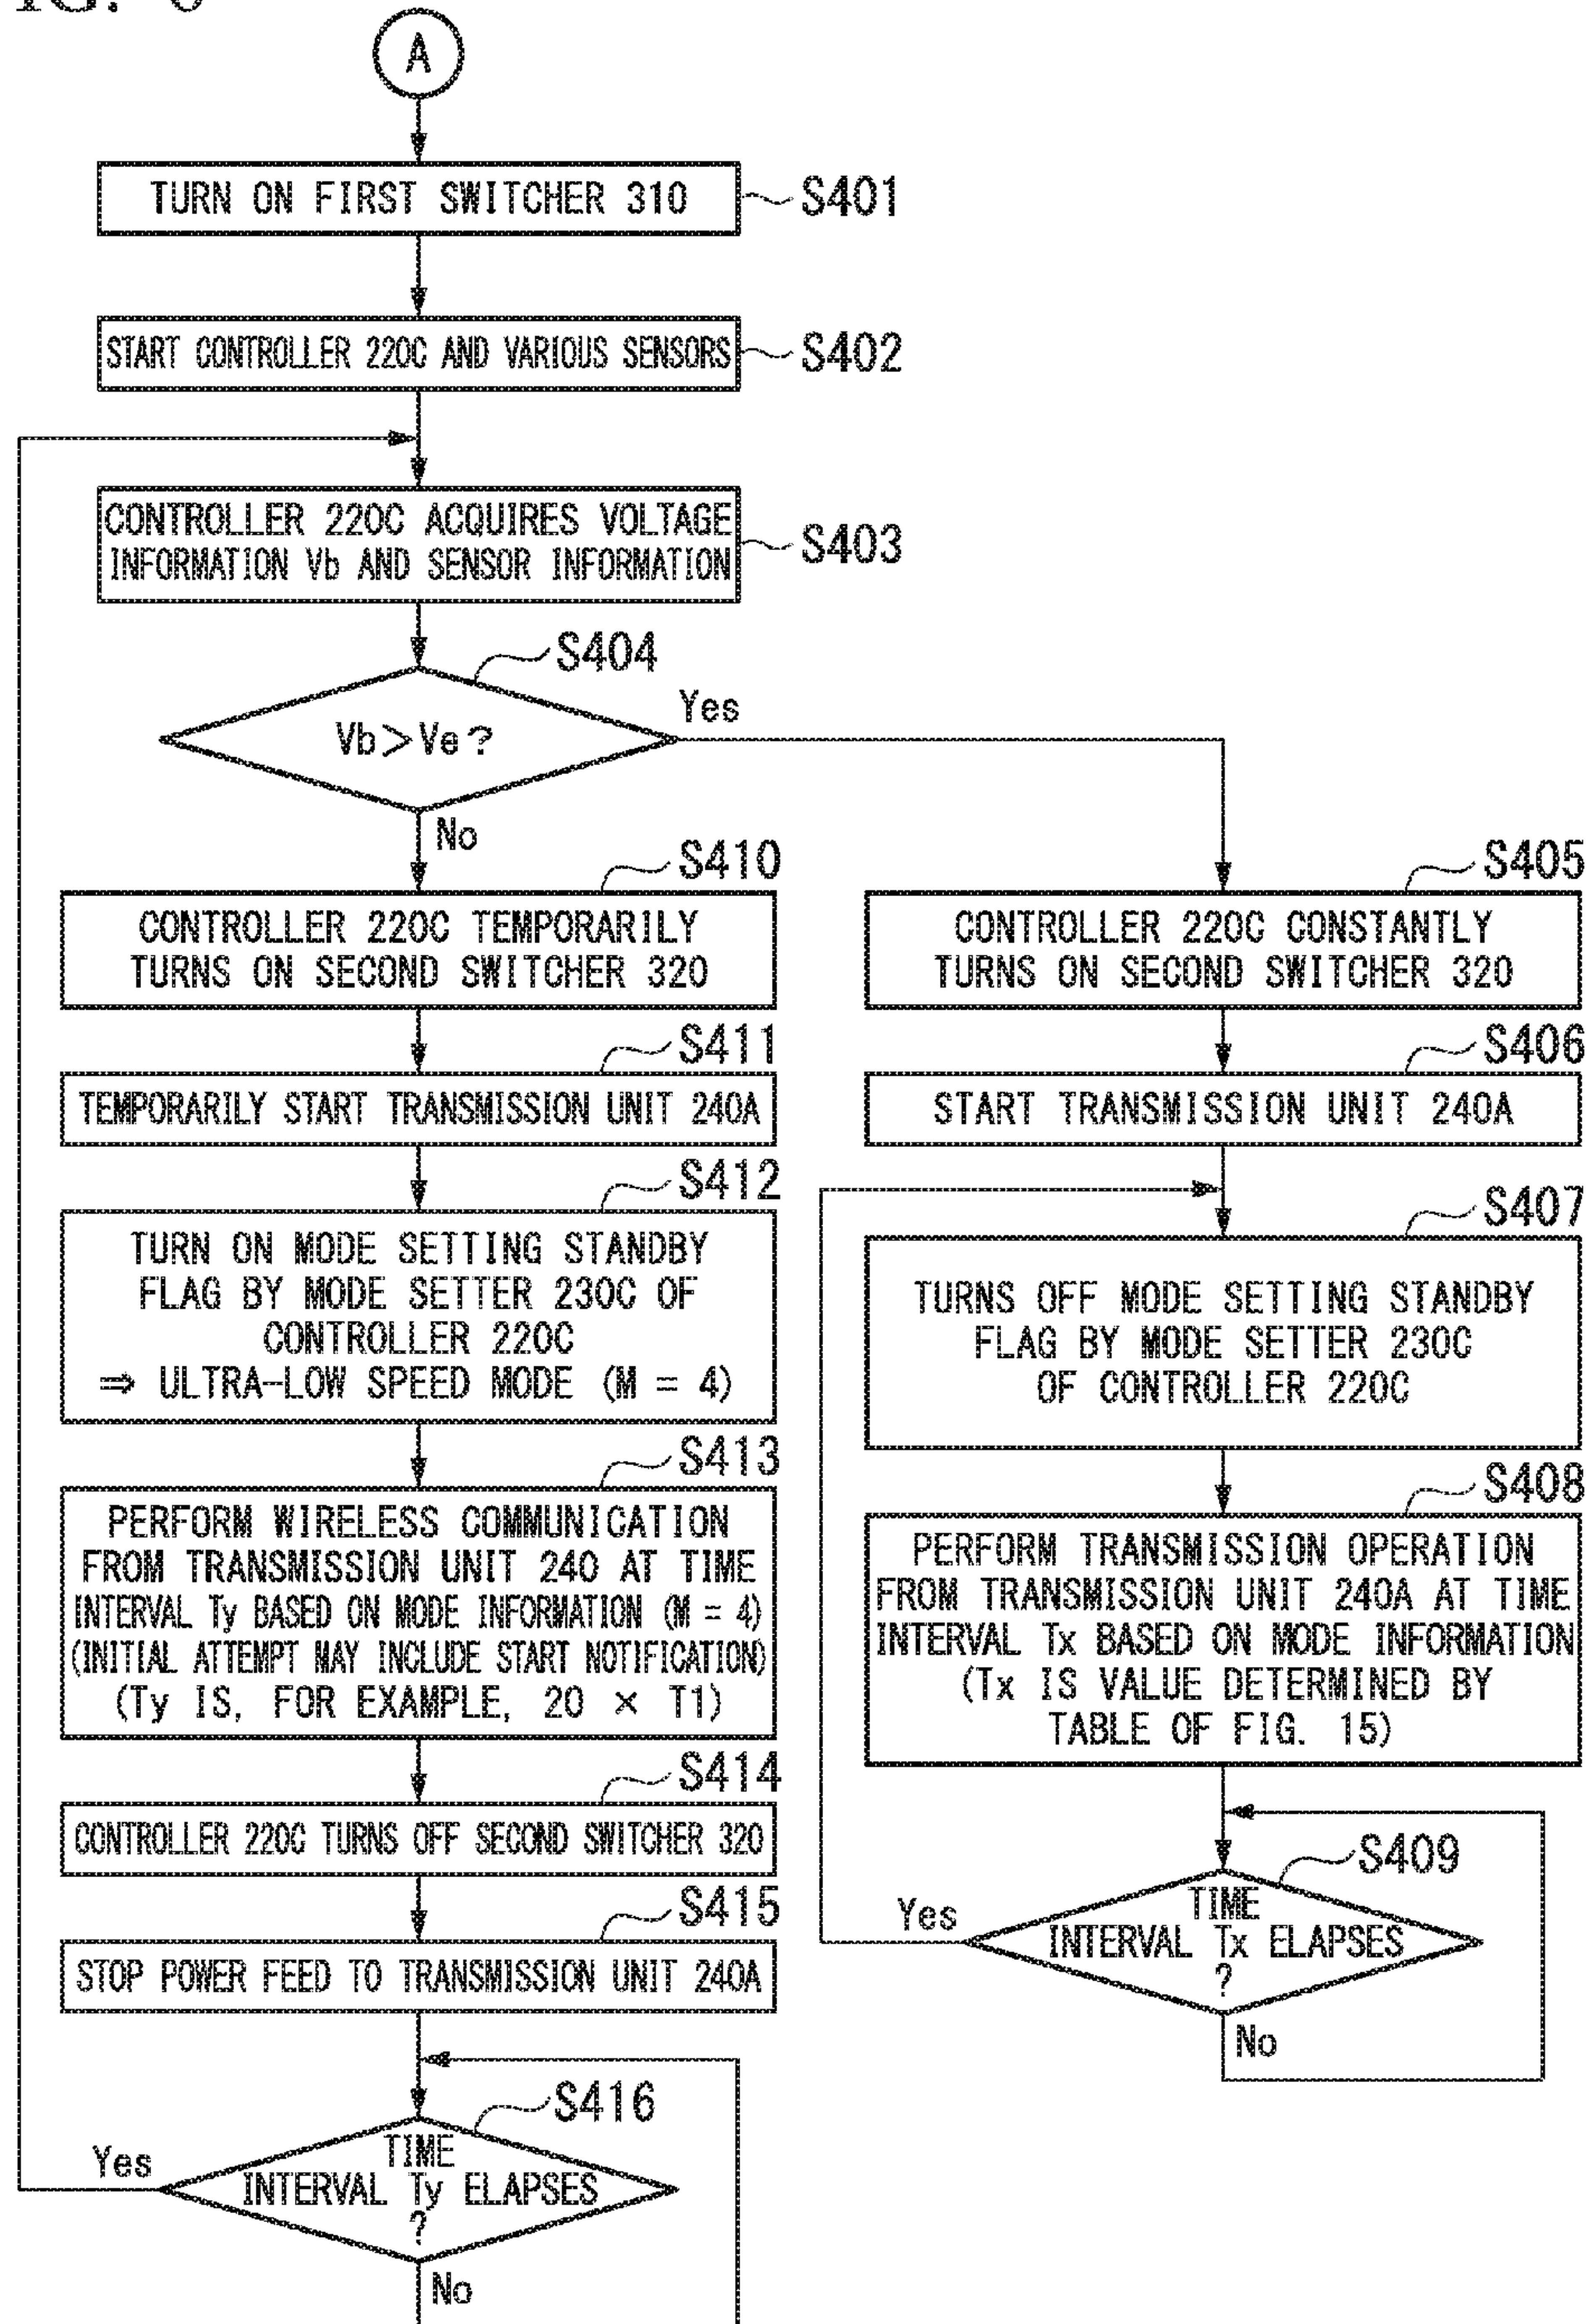 A
TURN ON FIRST SWITCHER 310
S401
START CONTROLLER 220C AND VARIOUS SENSORS
S402
CONTROLLER 220C ACQUIRES VOLTAGE
INFORMATION Vb AND SENSOR INFORMATION
S403
S404
Vb>Ve?
Yes
No
S410
CONTROLLER 220C TEMPORARILY
TURNS ON SECOND SWITCHER 320
S411
TEMPORARILY START TRANSMISSION UNIT 240A
S412
TURN ON MODE SETTING STANDBY
FLAG BY MODE SETTER 230C OF
CONTROLLER 220C
⇒ ULTRA-LOW SPEED MODE (M = 4)
S413
PERFORM WIRELESS COMMUNICATION
FROM TRANSMISSION UNIT 240 AT TIME
INTERVAL Ty BASED ON MODE INFORMATION (M = 4)
(INITIAL ATTEMPT MAY INCLUDE START NOTIFICATION)
(Ty IS, FOR EXAMPLE, 20 × T1)
S414
CONTROLLER 220C TURNS OFF SECOND SWITCHER 320
S415
STOP POWER FEED TO TRANSMISSION UNIT 240A
S416
TIME
INTERVAL Ty ELAPSES
?
Yes
No
S405
CONTROLLER 220C CONSTANTLY
TURNS ON SECOND SWITCHER 320
S406
START TRANSMISSION UNIT 240A
S407
TURNS OFF MODE SETTING STANDBY
FLAG BY MODE SETTER 230C
OF CONTROLLER 220C
S408
PERFORM TRANSMISSION OPERATION
FROM TRANSMISSION UNIT 240A AT TIME
INTERVAL Tx BASED ON MODE INFORMATION
(Tx IS VALUE DETERMINED BY
TABLE OF FIG. 15)
S409
TIME
INTERVAL Tx ELAPSES
?
Yes
No